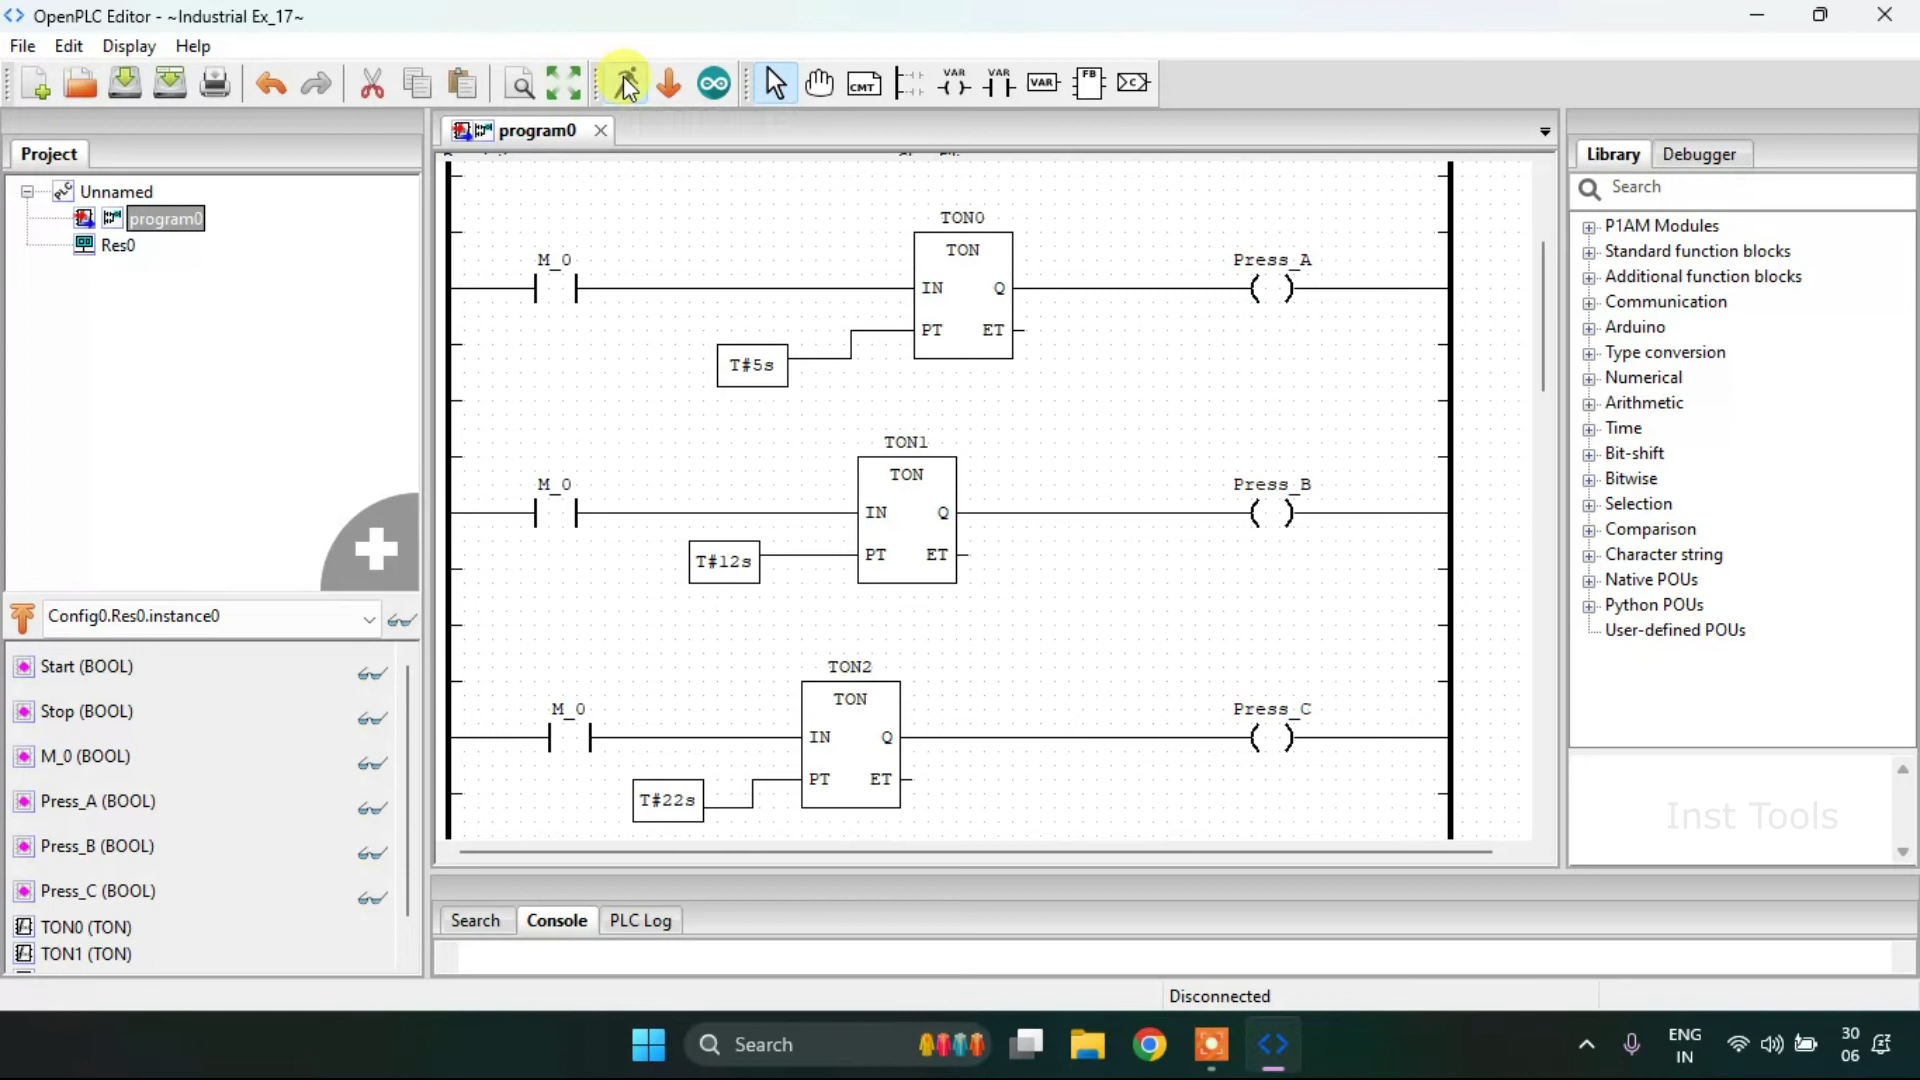 OpenPLC Editor - ~Industrial Ex_17~
File Edit Display Help
CMT VAR VAR VAR FB
program0
Project
Unnamed
program0
Res0
Config0.Res0.instance0
Start (BOOL)
Stop (BOOL)
M_0 (BOOL)
Press_A (BOOL)
Press_B (BOOL)
Press_C (BOOL)
TON0 (TON)
TON1 (TON)
TON0
M_0 TON Press_A
IN Q
PT ET
T#5s
TON1
M_0 TON Press_B
IN Q
PT ET
T#12s
TON2
M_0 TON Press_C
IN Q
PT ET
T#22s
Library Debugger
Search
P1AM Modules
Standard function blocks
Additional function blocks
Communication
Arduino
Type conversion
Numerical
Arithmetic
Time
Bit-shift
Bitwise
Selection
Comparison
Character string
Native POUs
Python POUs
User-defined POUs
Inst Tools
Search Console PLC Log
Disconnected
Search
ENG
IN
30
06